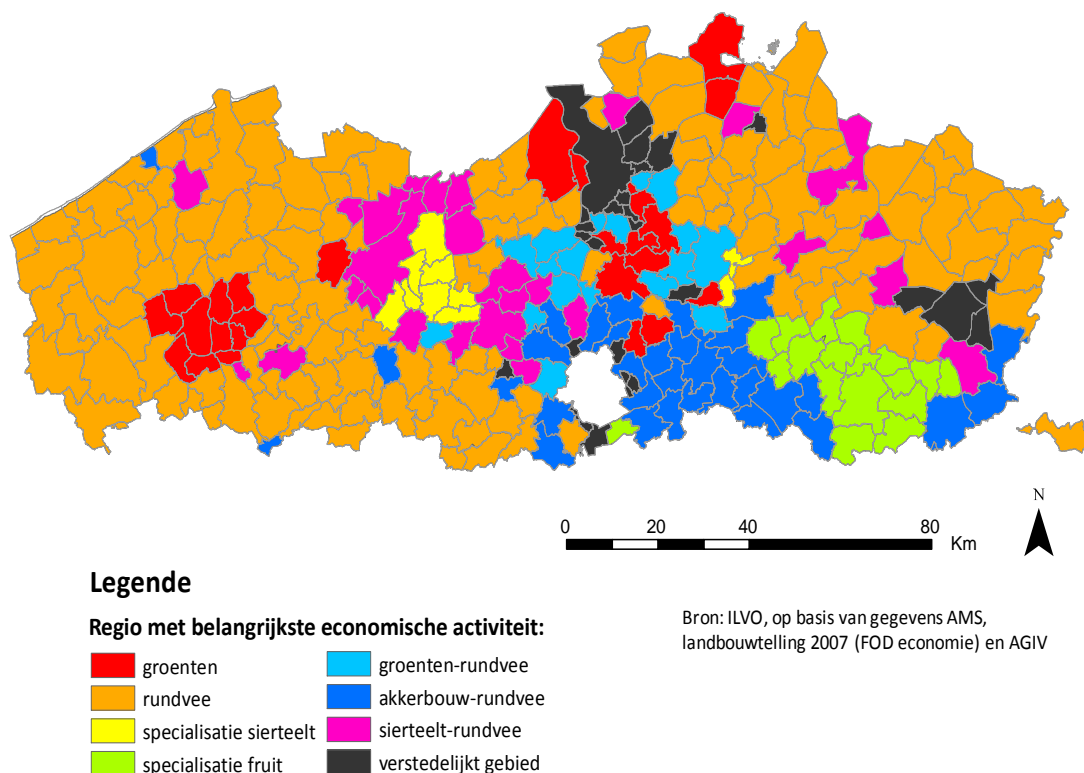 N
0 20 40 80 Km
Legende
Regio met belangrijkste economische activiteit:
groenten
rundvee
specialisatie sierteelt
specialisatie fruit
groenten-rundvee
akkerbouw-rundvee
sierteelt-rundvee
verstedelijkt gebied
Bron: ILVO, op basis van gegevens AMS,
landbouwtelling 2007 (FOD economie) en AGIV